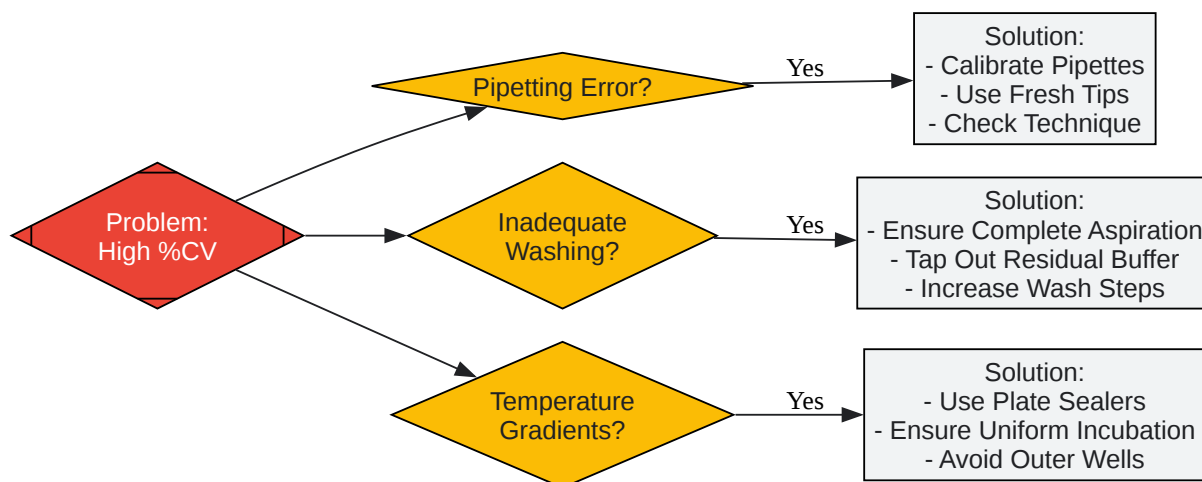 Problem:
High %CV
Pipetting Error?
Yes
Solution:
- Calibrate Pipettes
- Use Fresh Tips
- Check Technique
Inadequate
Washing?
Yes
Solution:
- Ensure Complete Aspiration
- Tap Out Residual Buffer
- Increase Wash Steps
Temperature
Gradients?
Yes
Solution:
- Use Plate Sealers
- Ensure Uniform Incubation
- Avoid Outer Wells